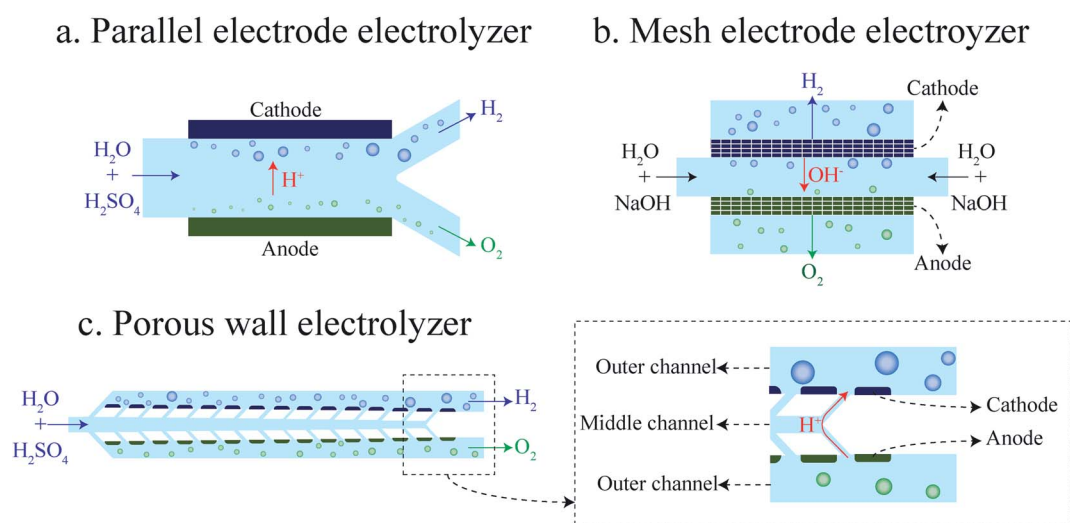 a. Parallel electrode electrolyzer
Cathode
H₂O
+
H₂SO₄
H⁺
H₂
O₂
Anode
b. Mesh electrode electroyzer
H₂
Cathode
H₂O
+
NaOH
OH⁻
H₂O
+
NaOH
Anode
O₂
c. Porous wall electrolyzer
H₂O
+
H₂SO₄
H₂
O₂
Outer channel
Middle channel
H⁺
Cathode
Anode
Outer channel